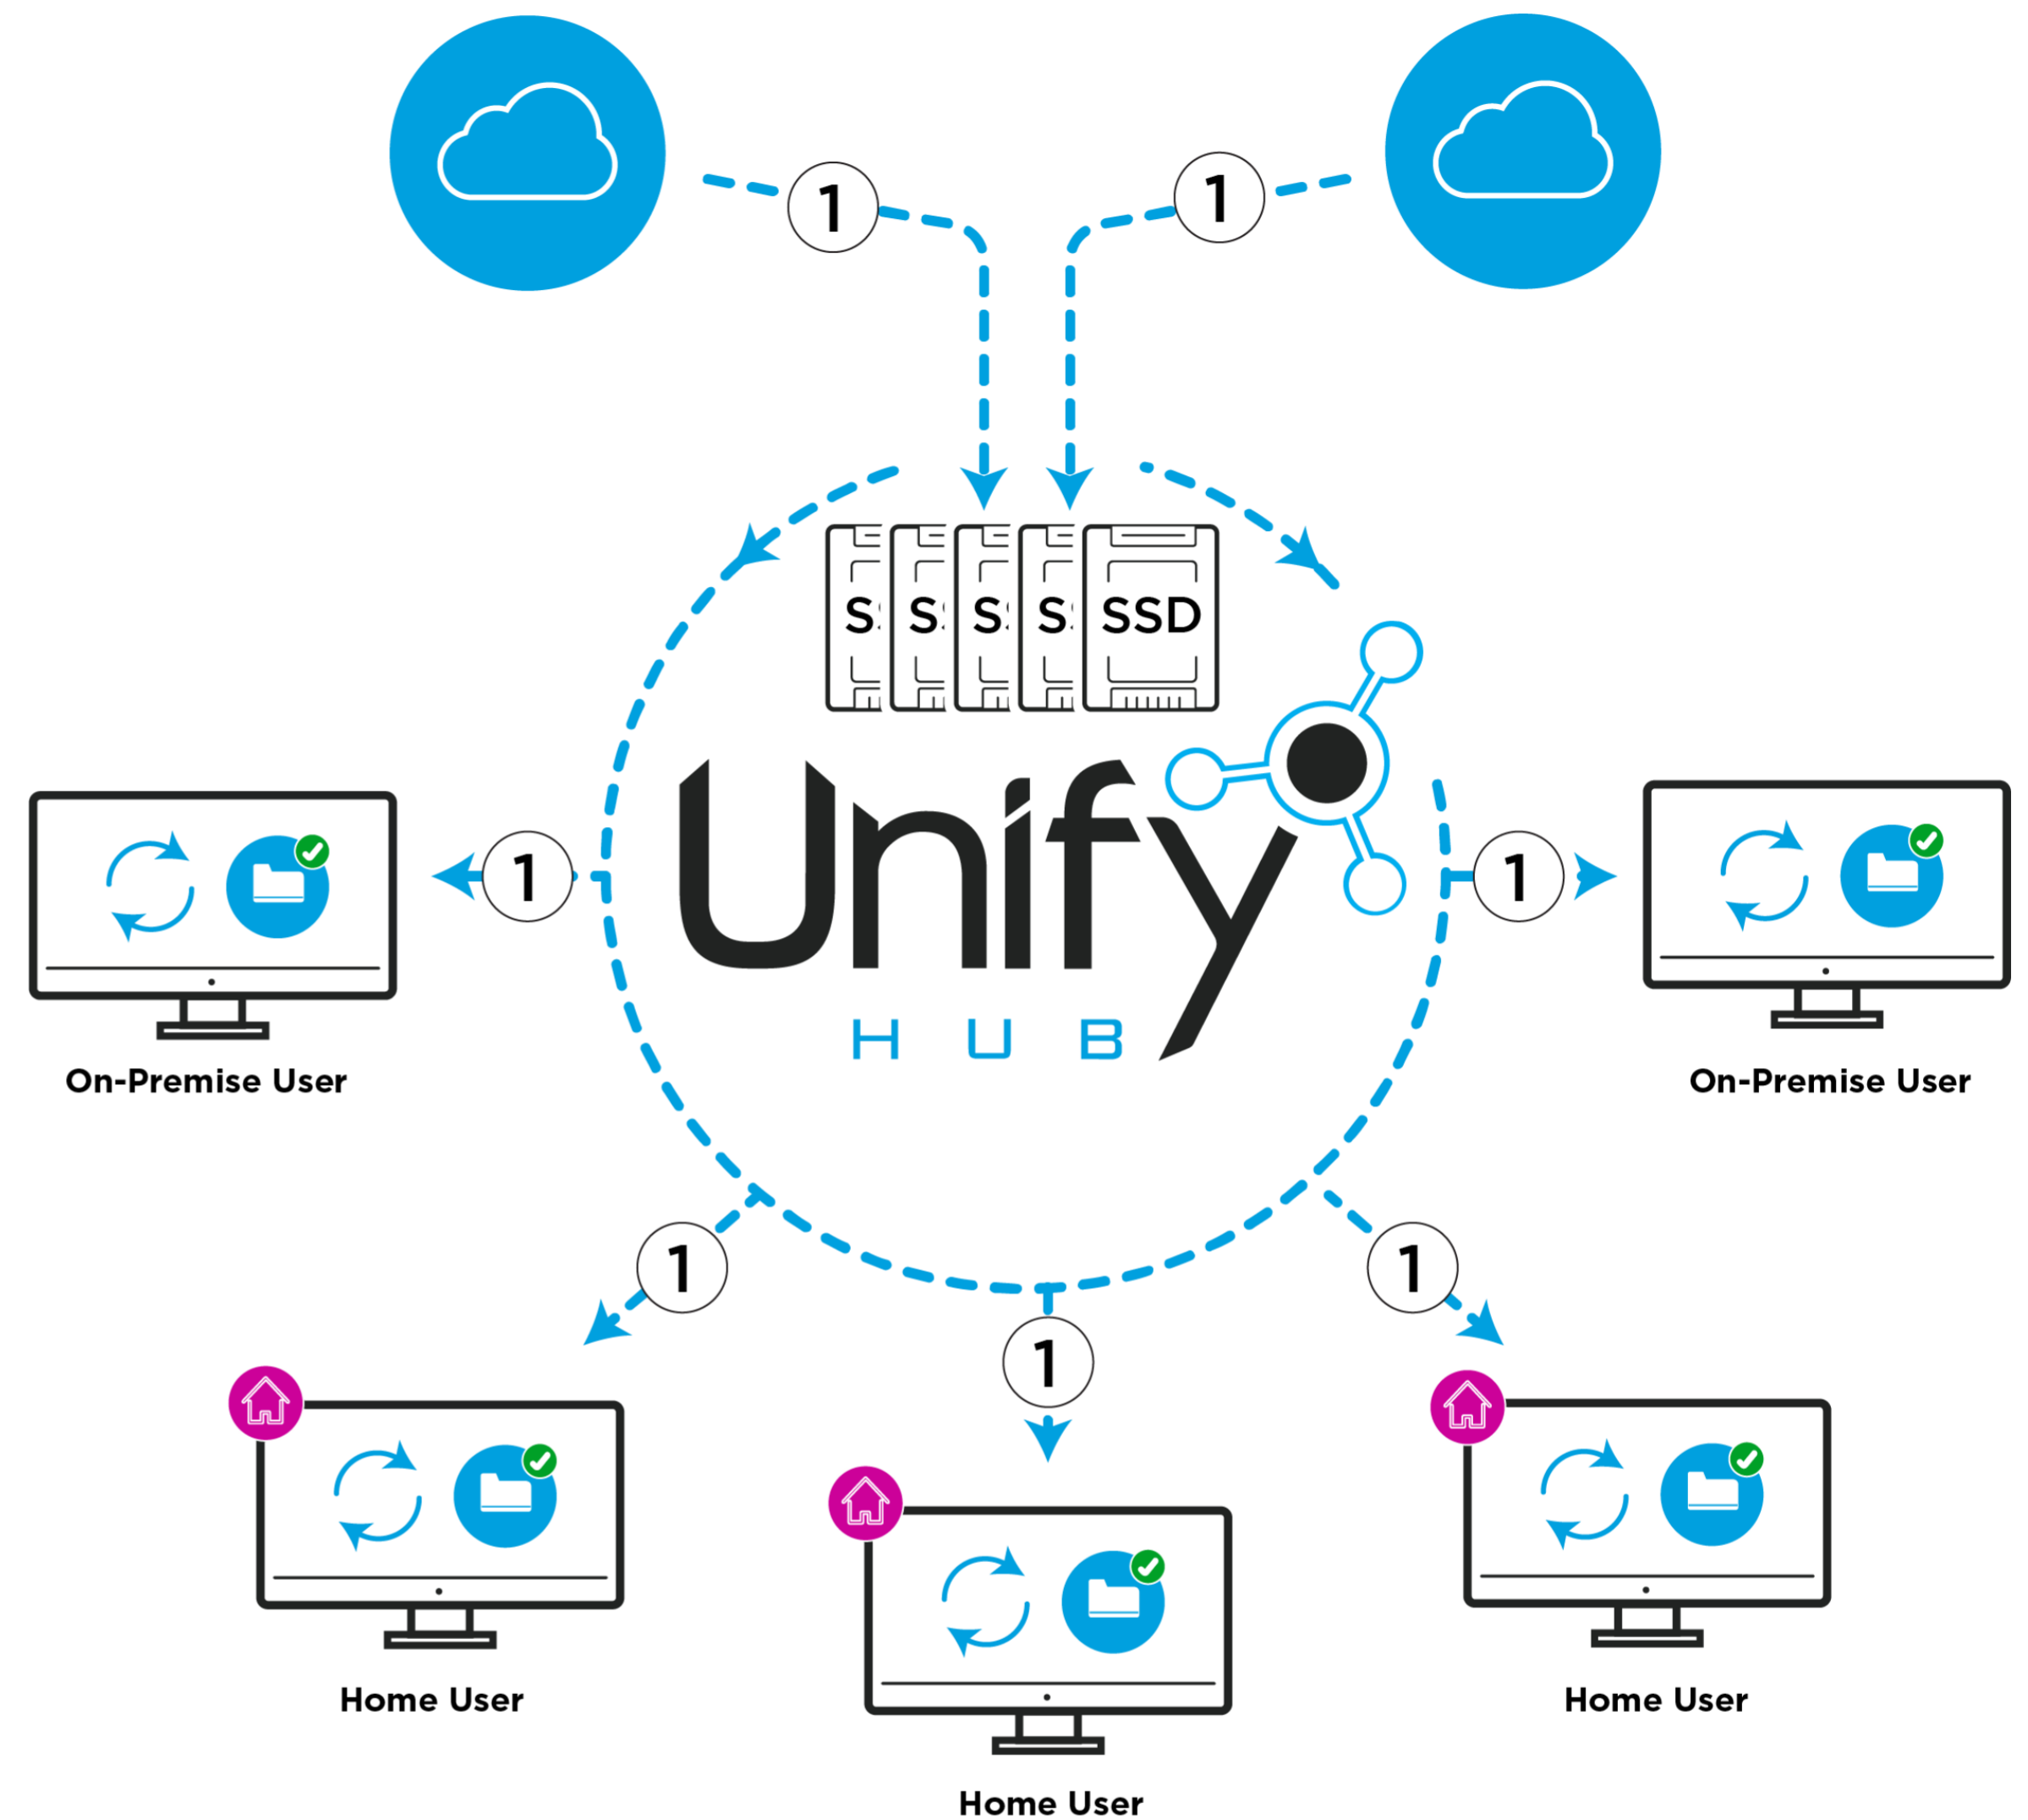 1
1
S S S S SSD
Unify
HUB
1
1
On-Premise User
On-Premise User
1
1
1
Home User
Home User
Home User